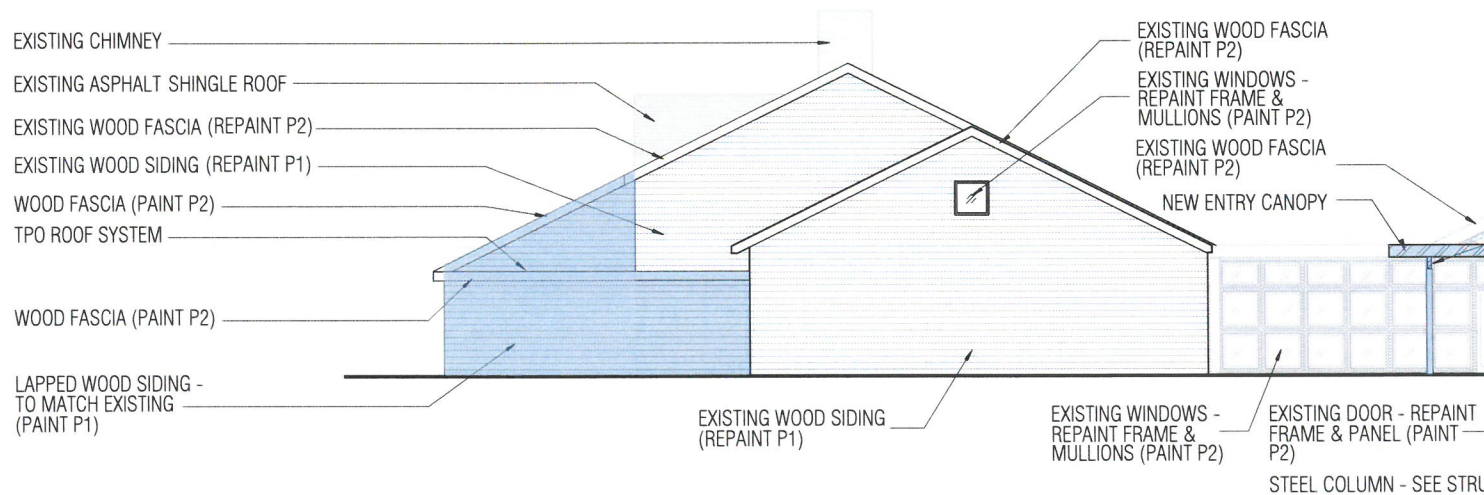 EXISTING CHIMNEY
EXISTING ASPHALT SHINGLE ROOF
EXISTING WOOD FASCIA (REPAINT P2)
EXISTING WOOD SIDING (REPAINT P1)
WOOD FASCIA (PAINT P2)
TPO ROOF SYSTEM
WOOD FASCIA (PAINT P2)
LAPPED WOOD SIDING -
TO MATCH EXISTING
(PAINT P1)
EXISTING WOOD SIDING
(REPAINT P1)
EXISTING WOOD FASCIA
(REPAINT P2)
EXISTING WINDOWS -
REPAINT FRAME &
MULLIONS (PAINT P2)
EXISTING WOOD FASCIA
(REPAINT P2)
NEW ENTRY CANOPY
EXISTING WINDOWS -
REPAINT FRAME &
MULLIONS (PAINT P2)
EXISTING DOOR - REPAINT
FRAME & PANEL (PAINT
P2)
STEEL COLUMN - SEE STRU